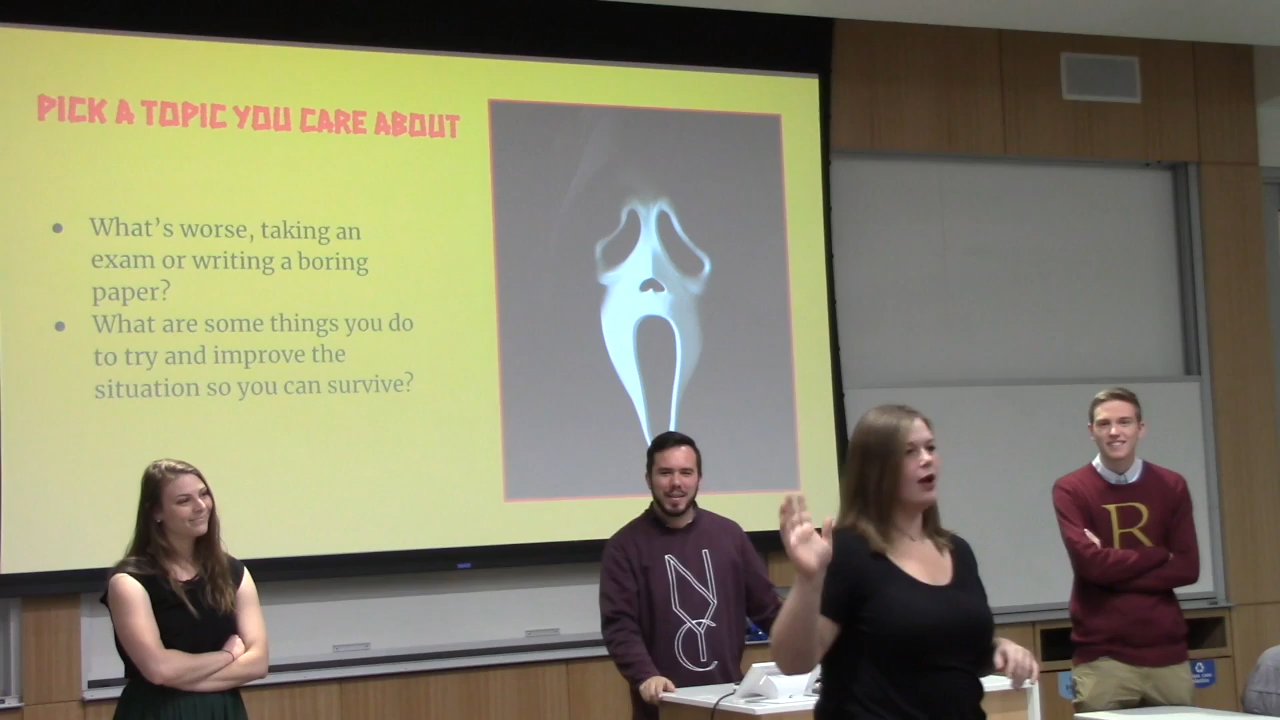 PICK A TOPIC YOU CARE ABOUT
● What's worse, taking an
exam or writing a boring
paper?
● What are some things you do
to try and improve the
situation so you can survive?
NYC
R